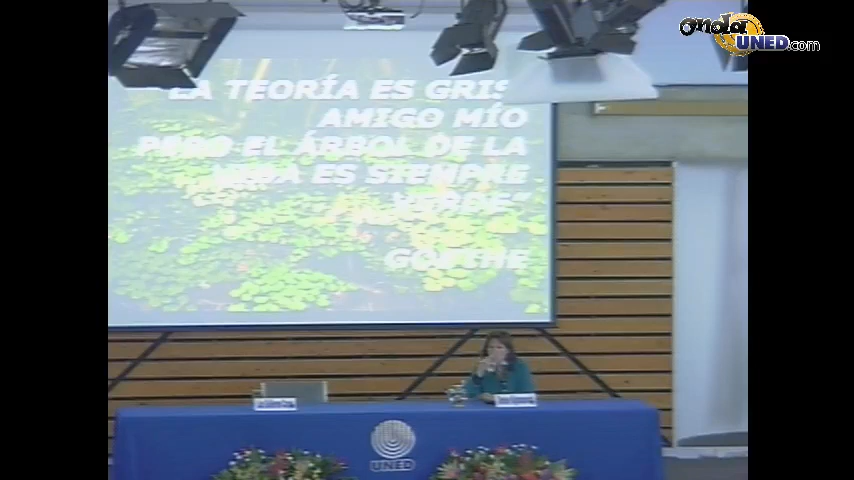 onda
UNED.com
LA TEORÍA ES GRIS,
AMIGO MÍO
PERO EL ÁRBOL DE LA
VIDA ES SIEMPRE
VERDE"
GOETHE
UNED